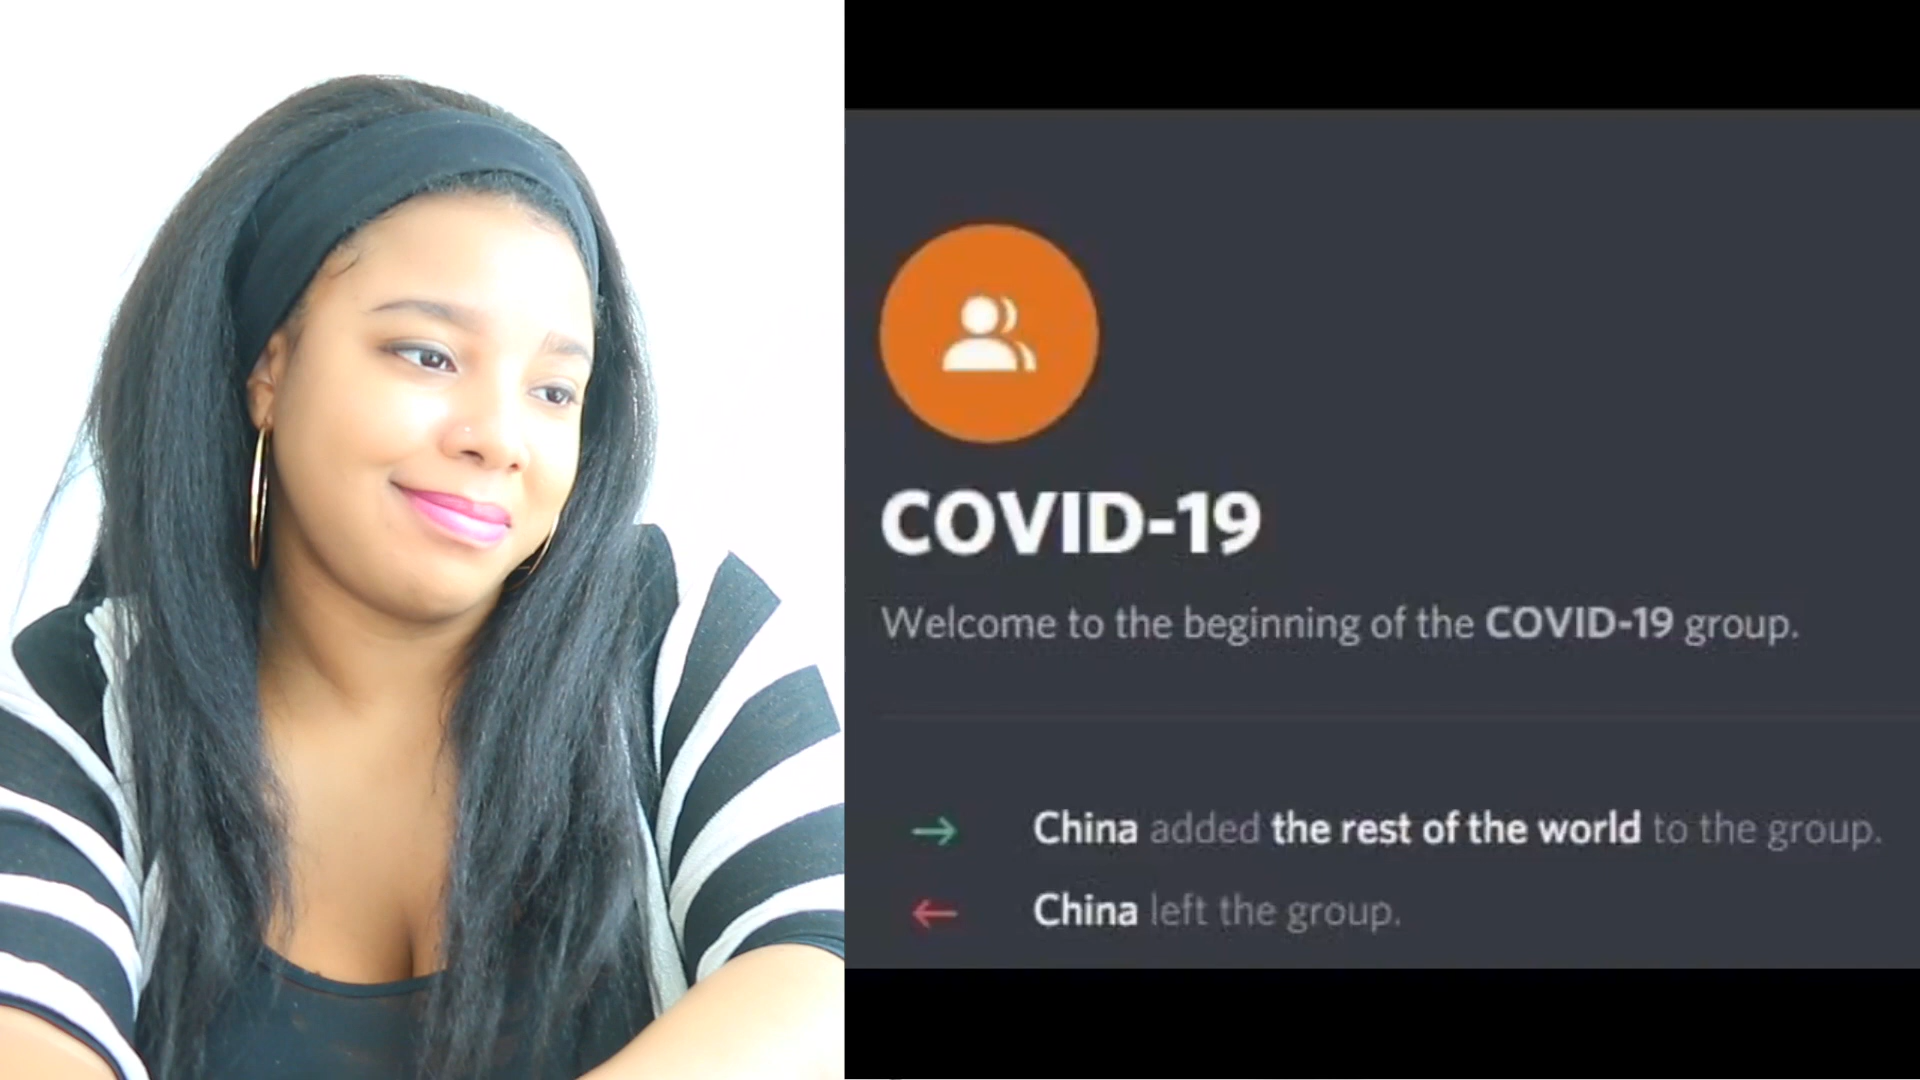 COVID-19
Welcome to the beginning of the COVID-19 group.
China added the rest of the world to the group.
China left the group.